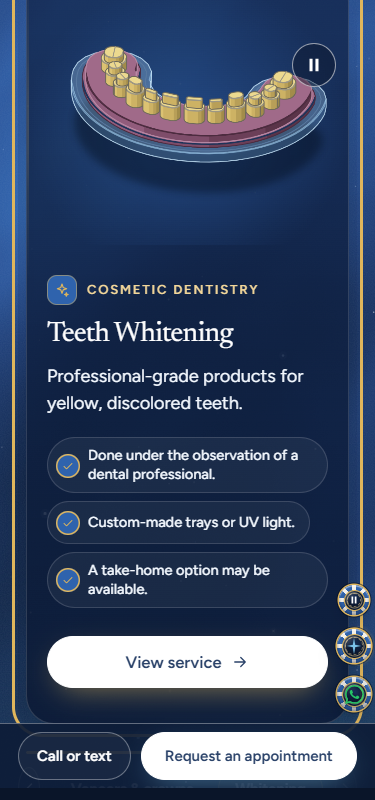 COSMETIC DENTISTRY
Teeth Whitening
Professional-grade products for
yellow, discolored teeth.
Done under the observation of a
dental professional.
Custom-made trays or UV light.
A take-home option may be
available.
View service
Call or text
Request an appointment